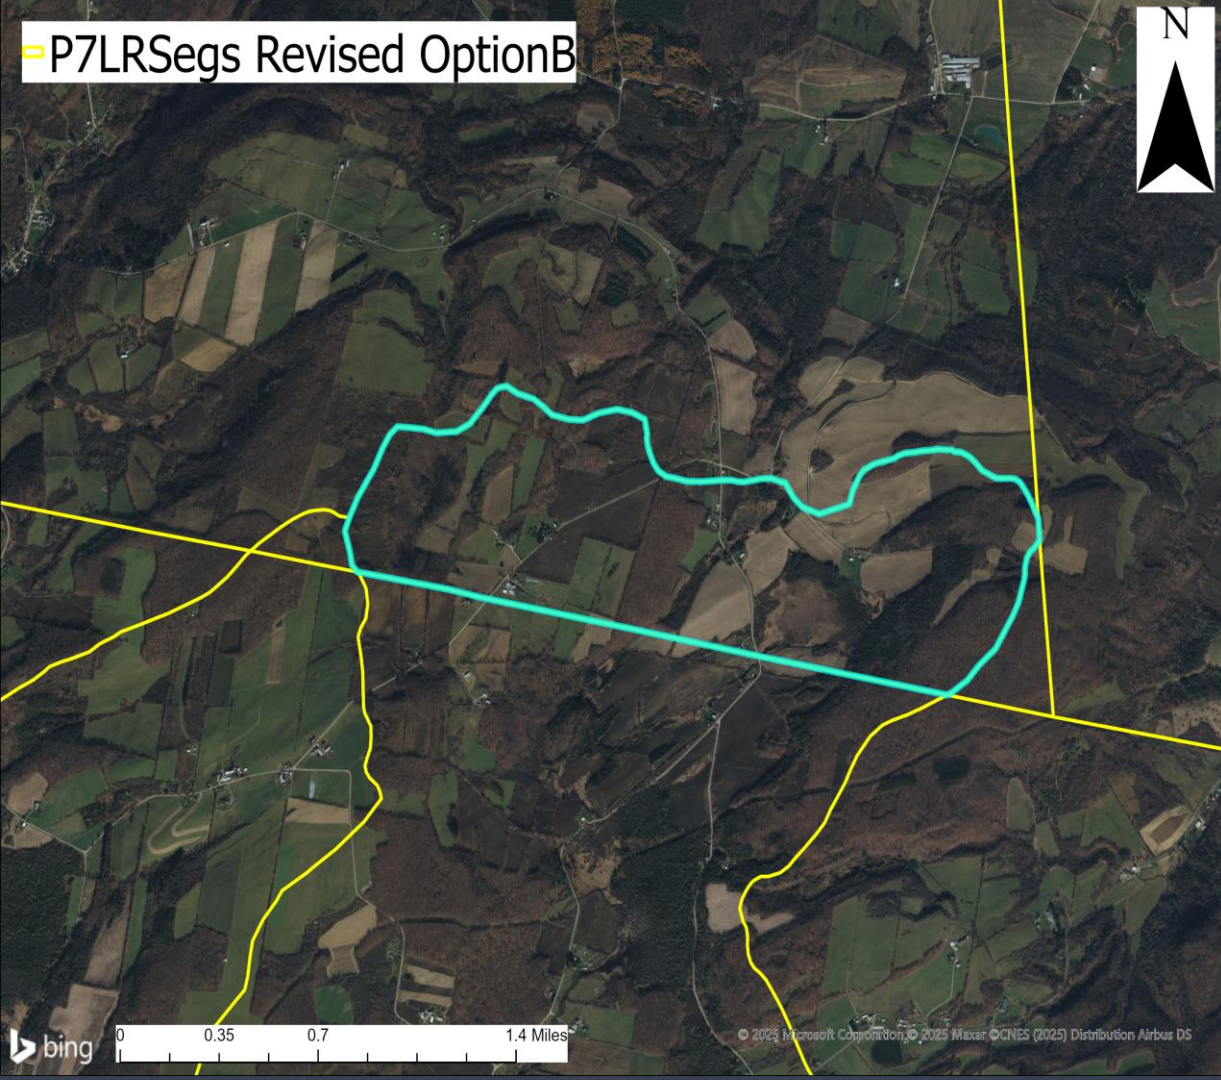 P7LRSegs Revised OptionB
N
0 0.35 0.7 1.4 Miles
bing
© 2025 Microsoft Corporation © 2025 Maxar ©CNES (2025) Distribution Airbus DS